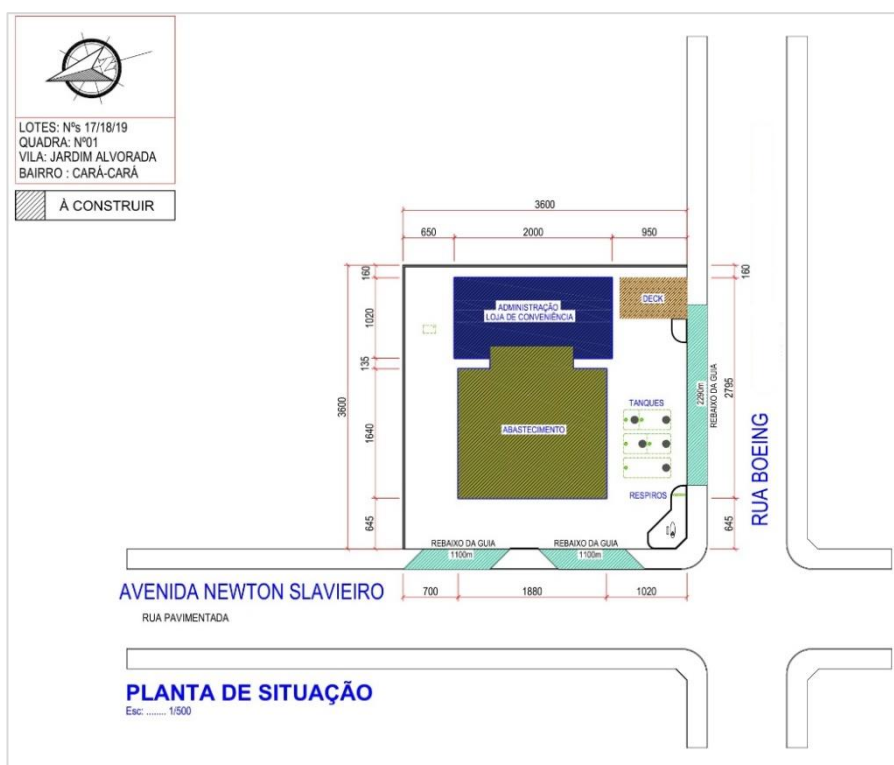 LOTES: Nºs 17/18/19
QUADRA: Nº01
VILA: JARDIM ALVORADA
BAIRRO : CARÁ-CARÁ
À CONSTRUIR
3600
650
2000
950
160
160
ADMINISTRAÇÃO
LOJA DE CONVENIÊNCIA
DECK
1020
135
3600
1640
645
ABASTECIMENTO
TANQUES
RESPIROS
2290m
REBAIXO DA GUIA
2795
645
RUA BOEING
REBAIXO DA GUIA
1100m
REBAIXO DA GUIA
1100m
AVENIDA NEWTON SLAVIEIRO
700
1880
1020
RUA PAVIMENTADA
PLANTA DE SITUAÇÃO
Esc: ........ 1/500